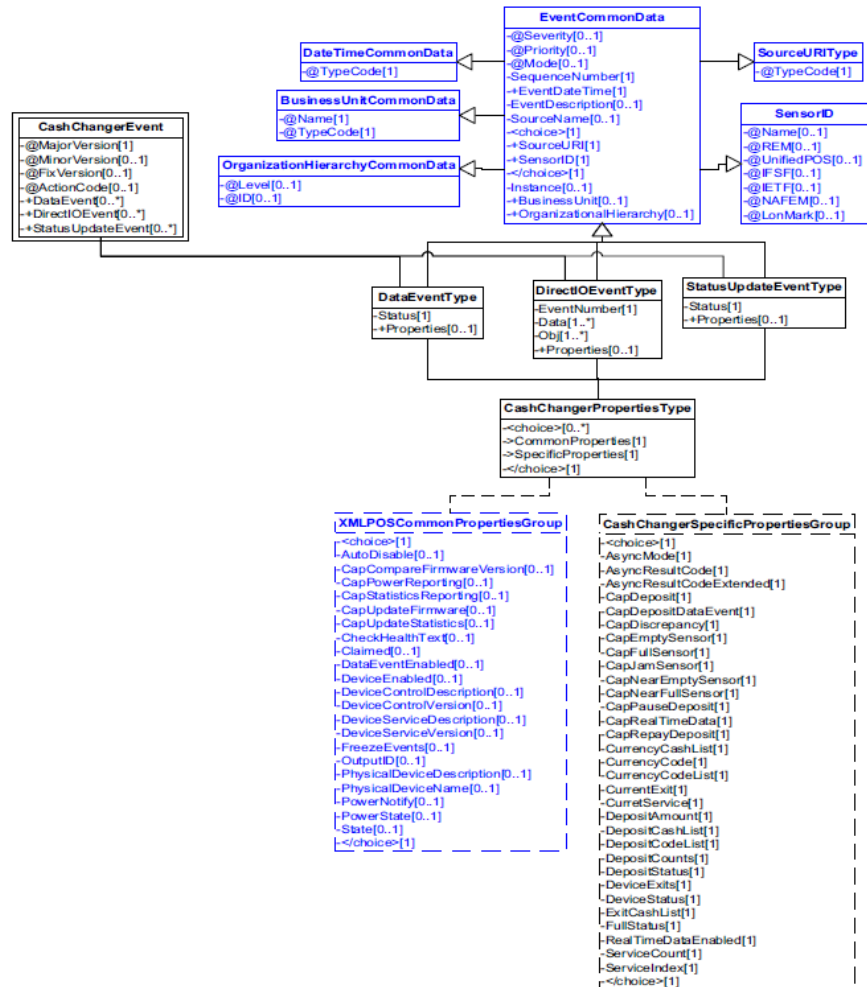 EventCommonData
-@Severity[0..1]
-@Priority[0..1]
-@Mode[0..1]
-SequenceNumber[1]
-+EventDateTime[1]
-EventDescription[0..1]
-SourceName[0..1]
-<choice>[1]
-+SourceURI[1]
-+SensorID[1]
-</choice>[1]
-Instance[0..1]
-+BusinessUnit[0..1]
-+OrganizationalHierarchy[0..1]
DateTimeCommonData
-@TypeCode[1]
BusinessUnitCommonData
-@Name[1]
-@TypeCode[1]
OrganizationHierarchyCommonData
-@Level[0..1]
-@ID[0..1]
SourceURIType
-@TypeCode[1]
SensorID
-@Name[0..1]
-@REM[0..1]
-@UnifiedPOS[0..1]
-@IFSF[0..1]
-@IETF[0..1]
-@NAFEM[0..1]
-@LonMark[0..1]
CashChangerEvent
-@MajorVersion[1]
-@MinorVersion[0..1]
-@FixVersion[0..1]
-@ActionCode[0..1]
-+DataEvent[0..*]
-+DirectIOEvent[0..*]
-+StatusUpdateEvent[0..*]
DataEventType
-Status[1]
-+Properties[0..1]
DirectIOEventType
-EventNumber[1]
-Data[1..*]
-Obj[1..*]
-+Properties[0..1]
StatusUpdateEventType
-Status[1]
-+Properties[0..1]
CashChangerPropertiesType
-<choice>[0..*]
->CommonProperties[1]
->SpecificProperties[1]
-</choice>[1]
XMLPOSCommonPropertiesGroup
-<choice>[1]
-AutoDisable[0..1]
-CapCompareFirmwareVersion[0..1]
-CapPowerReporting[0..1]
-CapStatisticsReporting[0..1]
-CapUpdateFirmware[0..1]
-CapUpdateStatistics[0..1]
-CheckHealthText[0..1]
-Claimed[0..1]
-DataEventEnabled[0..1]
-DeviceEnabled[0..1]
-DeviceControlDescription[0..1]
-DeviceControlVersion[0..1]
-DeviceServiceDescription[0..1]
-DeviceServiceVersion[0..1]
-FreezeEvents[0..1]
-OutputID[0..1]
-PhysicalDeviceDescription[0..1]
-PhysicalDeviceName[0..1]
-PowerNotify[0..1]
-PowerState[0..1]
-State[0..1]
-</choice>[1]
CashChangerSpecificPropertiesGroup
-<choice>[1]
-AsyncMode[1]
-AsyncResultCode[1]
-AsyncResultCodeExtended[1]
-CapDeposit[1]
-CapDepositDataEvent[1]
-CapDiscrepancy[1]
-CapEmptySensor[1]
-CapFullSensor[1]
-CapJamSensor[1]
-CapNearEmptySensor[1]
-CapNearFullSensor[1]
-CapPauseDeposit[1]
-CapRealTimeData[1]
-CapRepayDeposit[1]
-CurrencyCashList[1]
-CurrencyCode[1]
-CurrencyCodeList[1]
-CurrentExit[1]
-CurretService[1]
-DepositAmount[1]
-DepositCashList[1]
-DepositCodeList[1]
-DepositCounts[1]
-DepositStatus[1]
-DeviceExits[1]
-DeviceStatus[1]
-ExitCashList[1]
-FullStatus[1]
-RealTimeDataEnabled[1]
-ServiceCount[1]
-ServiceIndex[1]
-</choice>[1]